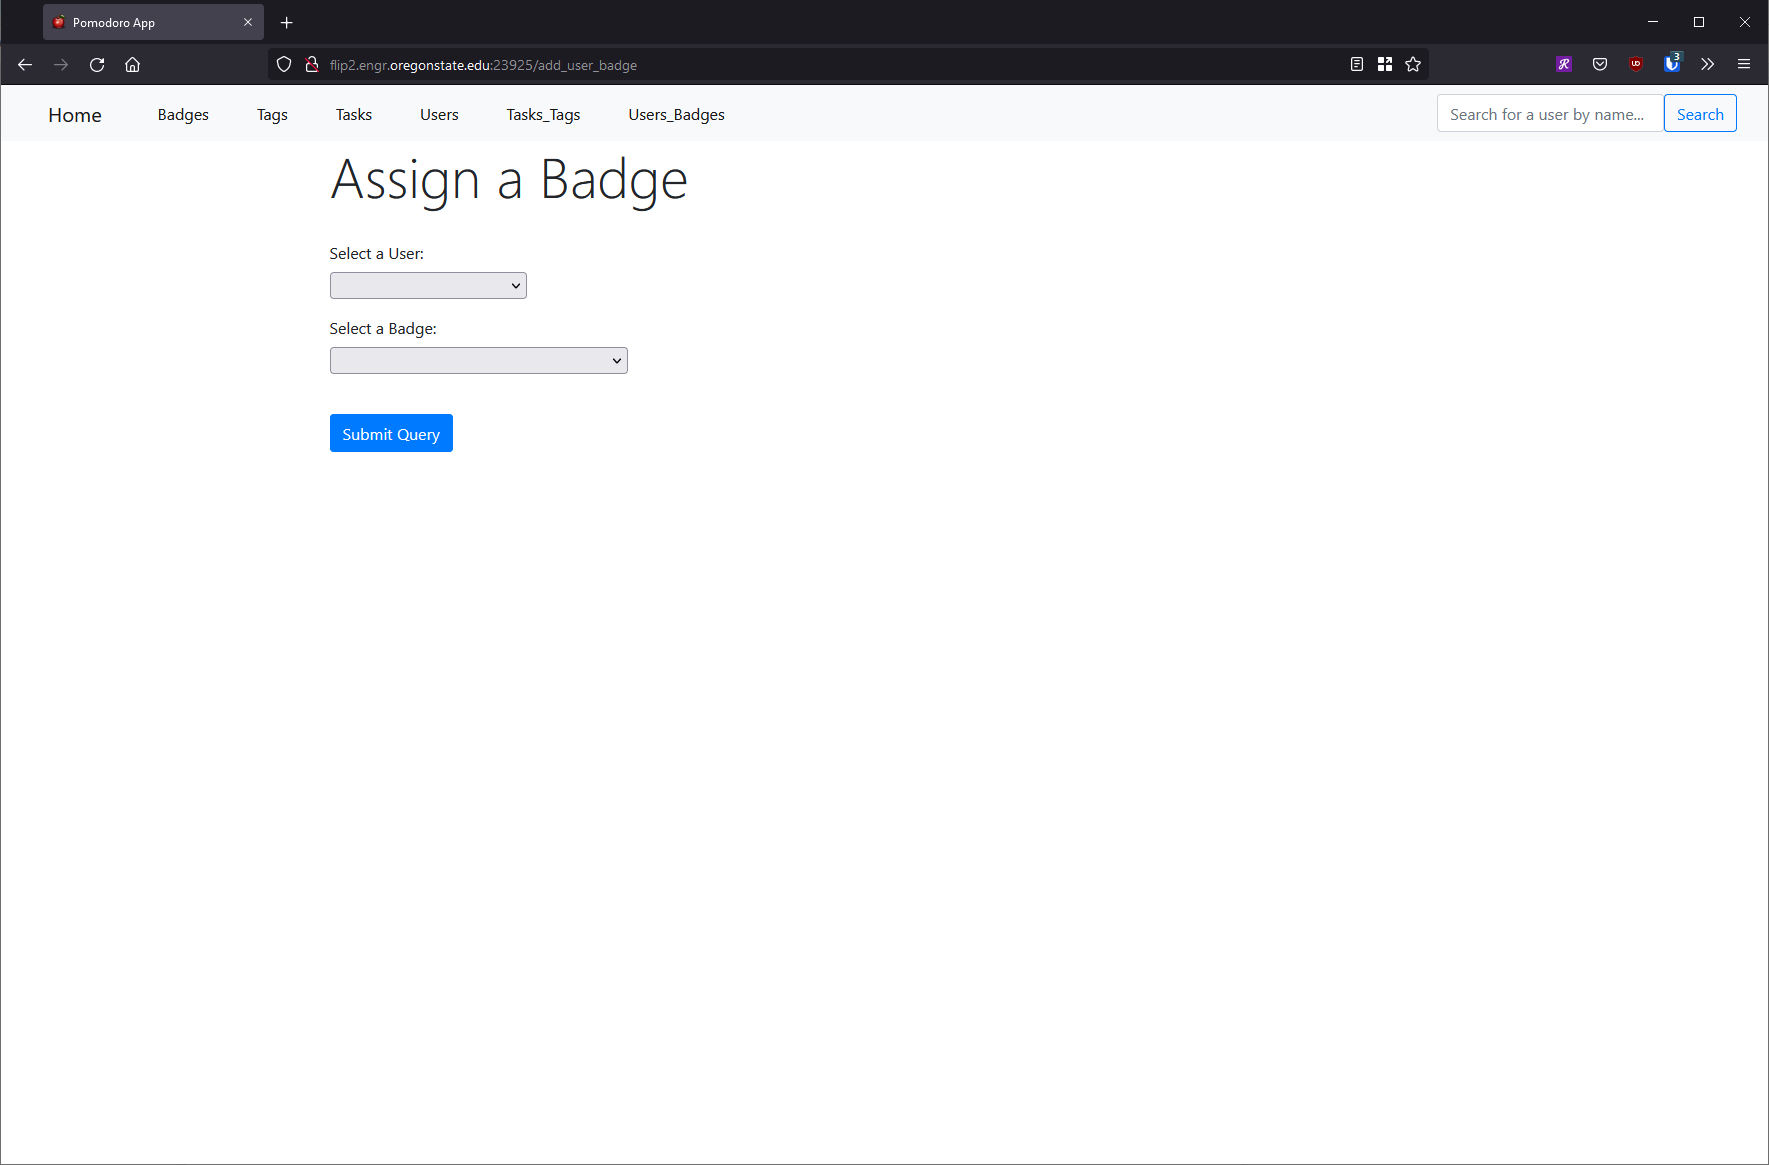 Pomodoro App
flip2.engr.oregonstate.edu:23925/add_user_badge
3
Home Badges Tags Tasks Users Tasks_Tags Users_Badges Search for a user by name... Search
Assign a Badge
Select a User:
Select a Badge:
Submit Query